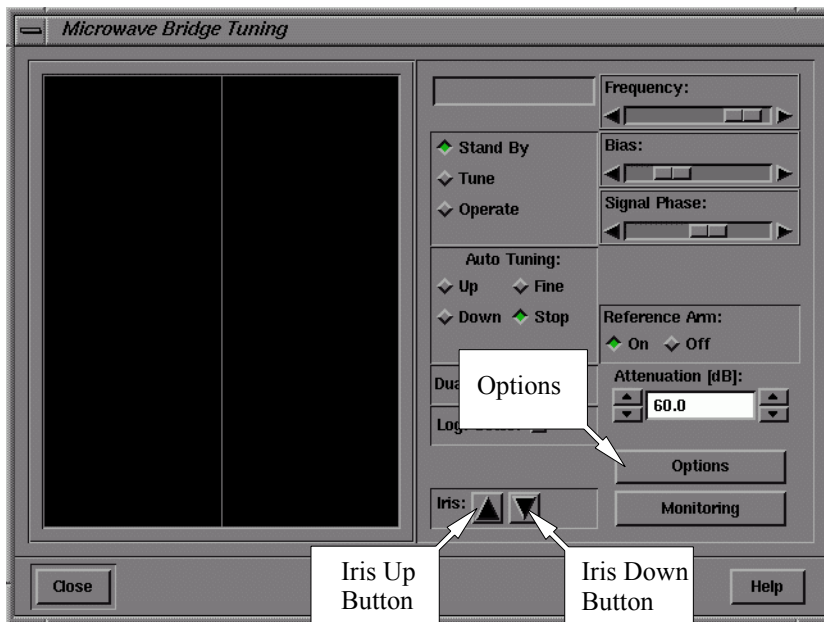 Microwave Bridge Tuning
Frequency:
Stand By
Bias:
Tune
Operate
Signal Phase:
Auto Tuning:
Up
Fine
Down
Stop
Reference Arm:
On
Off
Options
Attenuation [dB]:
60.0
Options
Iris:
Monitoring
Iris Up
Button
Iris Down
Button
Close
Help